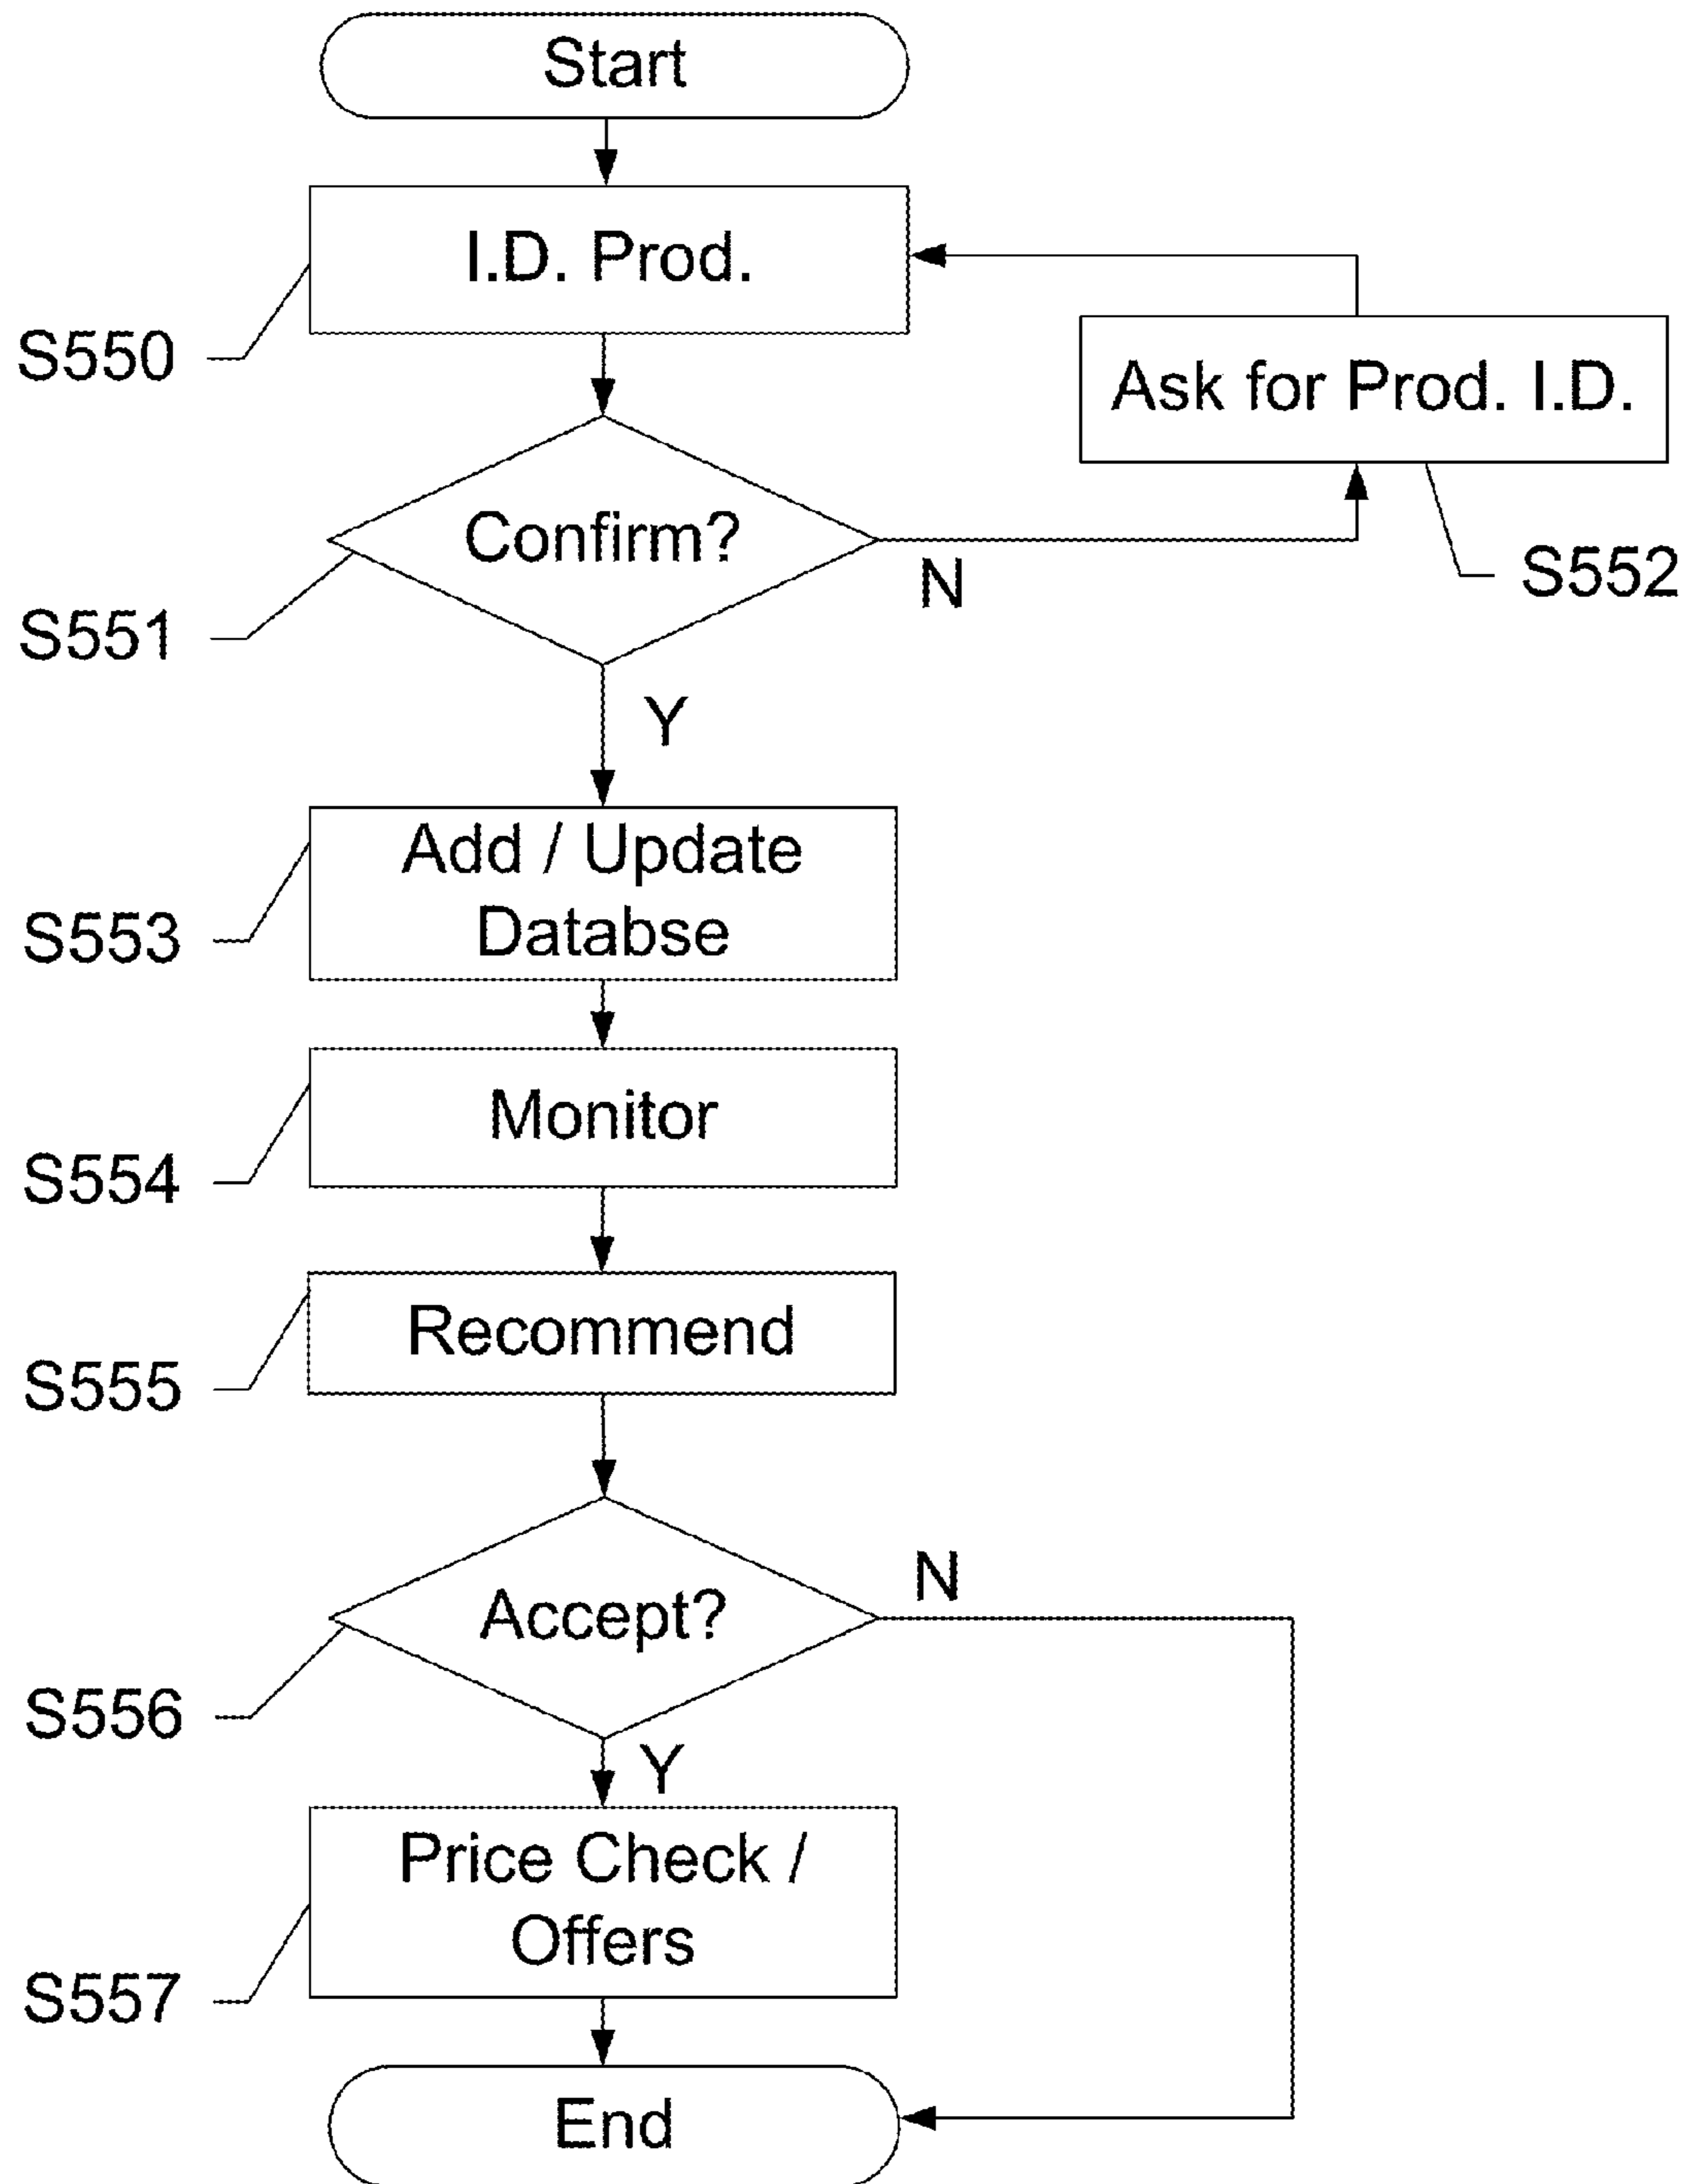 Start
I.D. Prod.
S550
Ask for Prod. I.D.
Confirm?
N
S552
S551
Y
Add / Update
Databse
S553
Monitor
S554
Recommend
S555
N
Accept?
S556
Y
Price Check /
Offers
S557
End